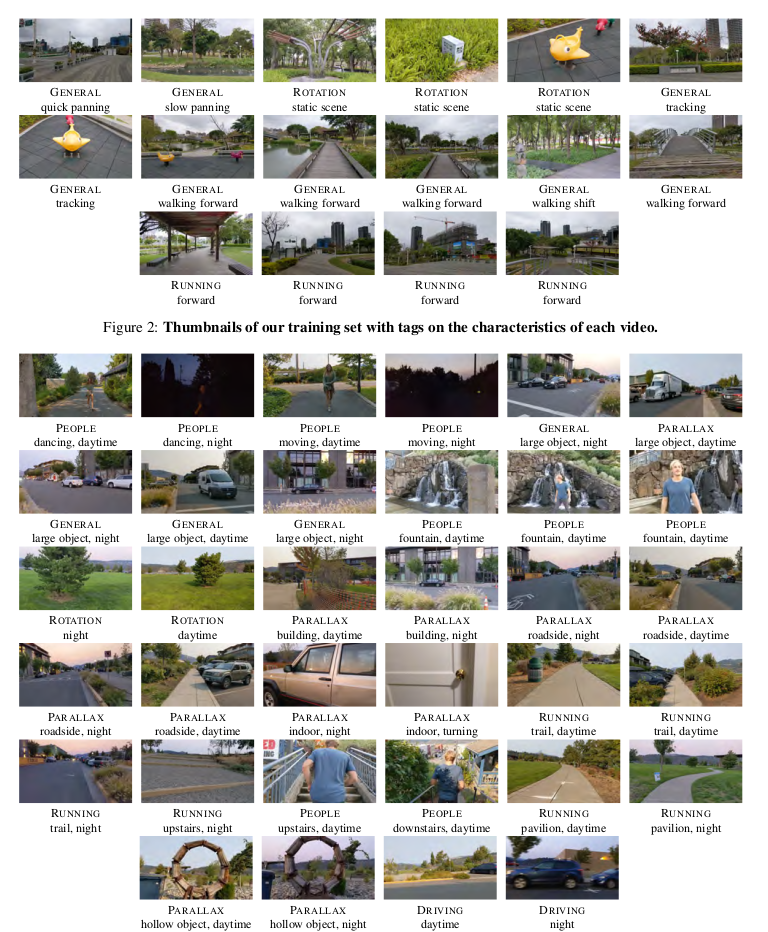 GENERAL GENERAL ROTATION ROTATION ROTATION GENERAL
quick panning slow panning static scene static scene static scene tracking
GENERAL GENERAL GENERAL GENERAL GENERAL GENERAL
tracking walking forward walking forward walking forward walking shift walking forward
RUNNING RUNNING RUNNING RUNNING
forward forward forward forward
Figure 2: Thumbnails of our training set with tags on the characteristics of each video.
PEOPLE PEOPLE PEOPLE PEOPLE GENERAL PARALLAX
dancing, daytime dancing, night moving, daytime moving, night large object, night large object, daytime
GENERAL GENERAL GENERAL PEOPLE PEOPLE PEOPLE
large object, night large object, daytime large object, night fountain, daytime fountain, daytime fountain, daytime
ROTATION ROTATION PARALLAX PARALLAX PARALLAX PARALLAX
night daytime building, daytime building, night roadside, night roadside, daytime
PARALLAX PARALLAX PARALLAX PARALLAX RUNNING RUNNING
roadside, night roadside, daytime indoor, night indoor, turning trail, daytime trail, daytime
RUNNING RUNNING PEOPLE PEOPLE RUNNING RUNNING
trail, night upstairs, night upstairs, daytime downstairs, daytime pavilion, daytime pavilion, night
PARALLAX PARALLAX DRIVING DRIVING
hollow object, daytime hollow object, night daytime night